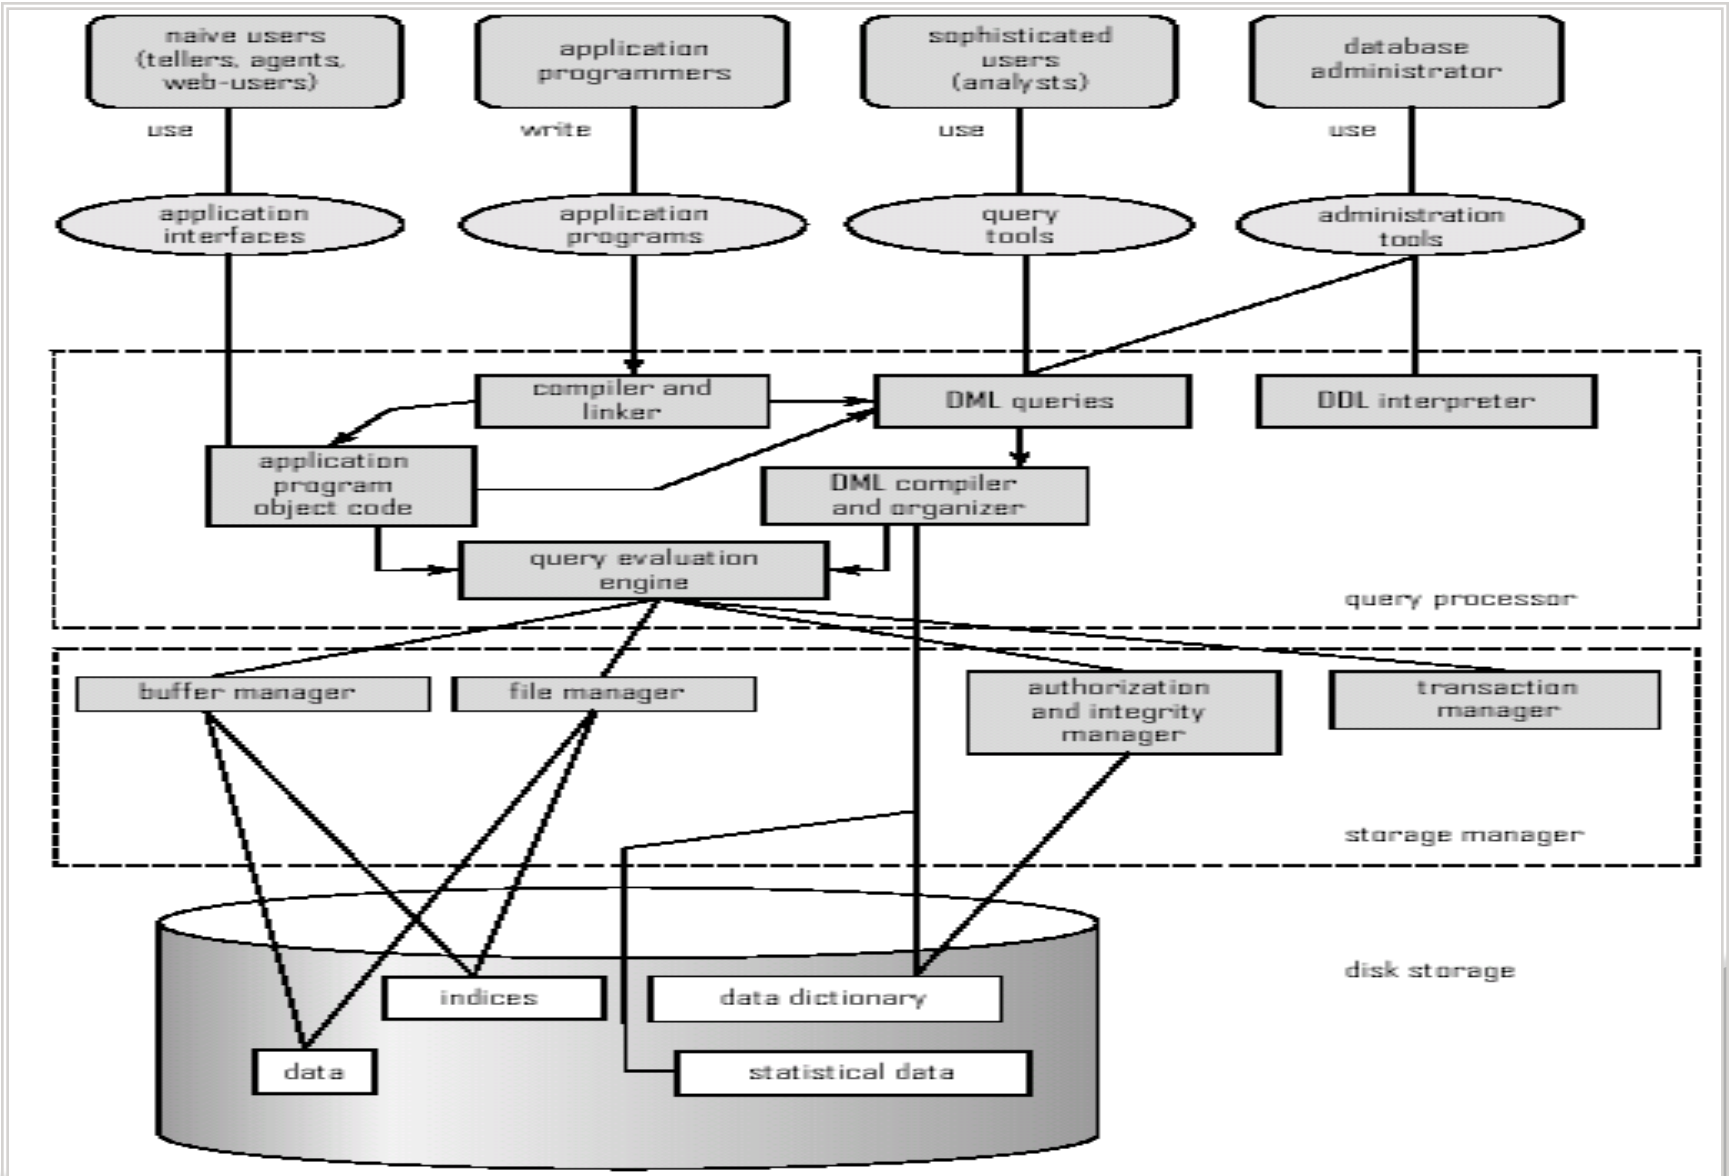 naive users
(tellers, agents,
web-users)
application
programmers
sophisticated
users
(analysts)
database
administrator
use
write
use
use
application
interfaces
application
programs
query
tools
administration
tools
compiler and
linker
DML queries
DDL interpreter
application
program
object code
DML compiler
and organizer
query evaluation
engine
query processor
buffer manager
file manager
authorization
and integrity
manager
transaction
manager
storage manager
disk storage
indices
data dictionary
data
statistical data